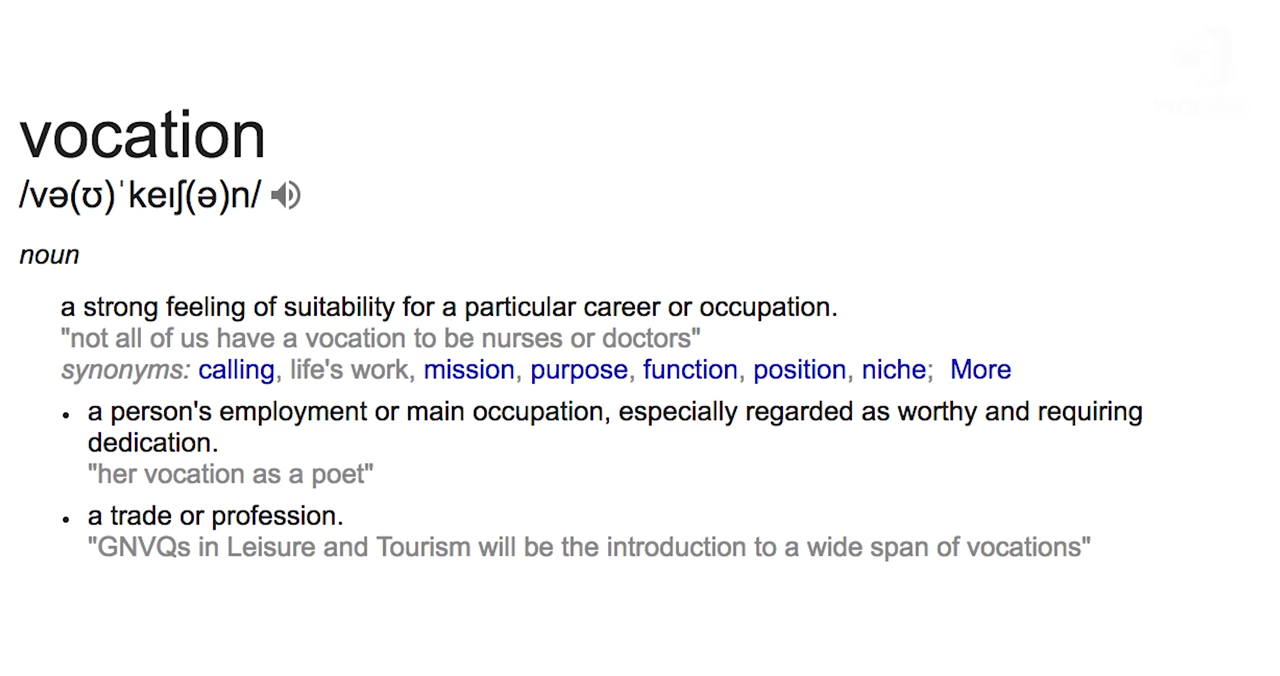 vocation
/və(ʊ)ˈkeɪʃ(ə)n/
noun
a strong feeling of suitability for a particular career or occupation.
"not all of us have a vocation to be nurses or doctors"
synonyms: calling, life's work, mission, purpose, function, position, niche; More
• a person's employment or main occupation, especially regarded as worthy and requiring
dedication.
"her vocation as a poet"
• a trade or profession.
"GNVQs in Leisure and Tourism will be the introduction to a wide span of vocations"